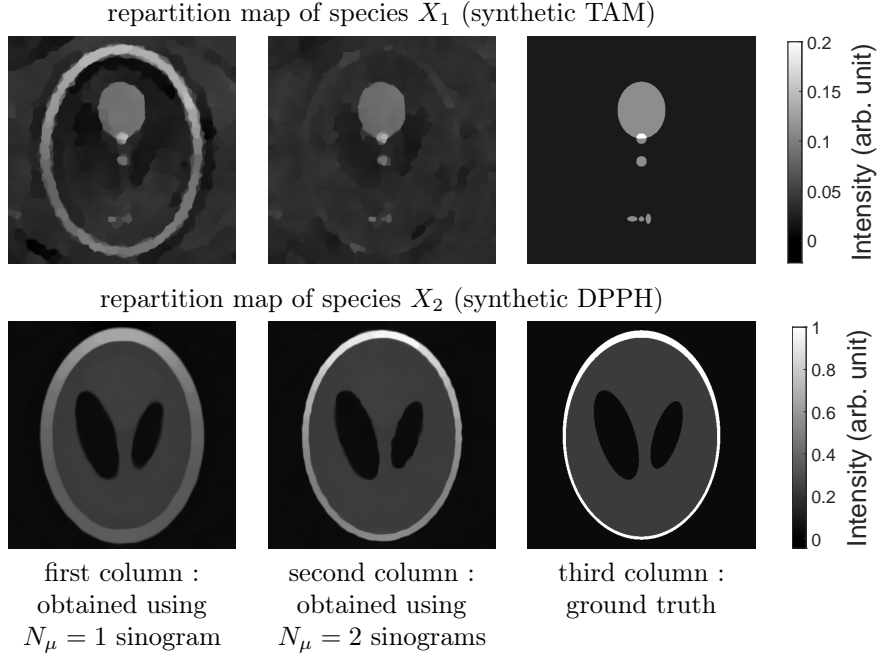 repartition map of species X₁ (synthetic TAM)
0.2
0.15
0.1
0.05
0
Intensity (arb. unit)
repartition map of species X₂ (synthetic DPPH)
1
0.8
0.6
0.4
0.2
0
Intensity (arb. unit)
first column :
obtained using
N_μ = 1 sinogram
second column :
obtained using
N_μ = 2 sinograms
third column :
ground truth